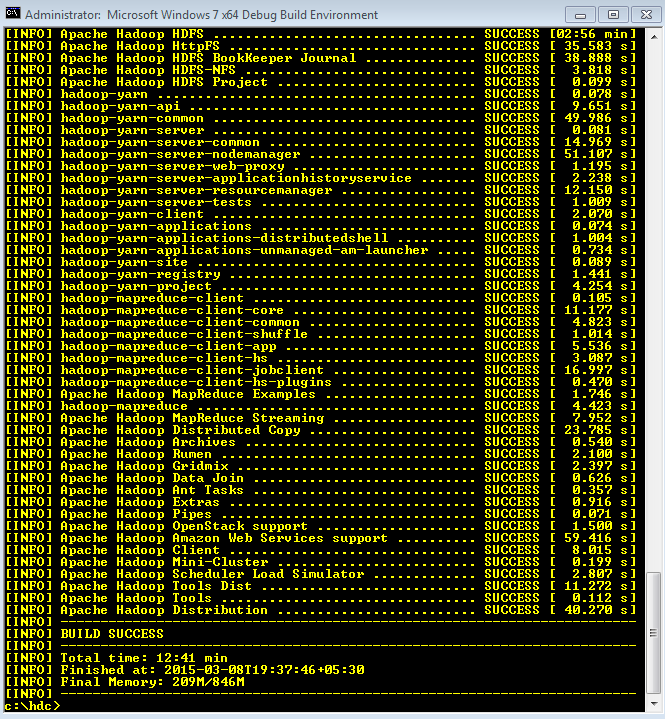 Administrator: Microsoft Windows 7 x64 Debug Build Environment
[INFO] Apache Hadoop HDFS ................................. SUCCESS [02:56 min]
[INFO] Apache Hadoop HttpFS ............................... SUCCESS [ 35.583 s]
[INFO] Apache Hadoop HDFS BookKeeper Journal .............. SUCCESS [ 38.888 s]
[INFO] Apache Hadoop HDFS-NFS ............................. SUCCESS [  3.818 s]
[INFO] Apache Hadoop HDFS Project ......................... SUCCESS [  0.099 s]
[INFO] hadoop-yarn ........................................ SUCCESS [  0.078 s]
[INFO] hadoop-yarn-api .................................... SUCCESS [  9.651 s]
[INFO] hadoop-yarn-common ................................. SUCCESS [ 49.986 s]
[INFO] hadoop-yarn-server ................................. SUCCESS [  0.081 s]
[INFO] hadoop-yarn-server-common .......................... SUCCESS [ 14.969 s]
[INFO] hadoop-yarn-server-nodemanager ..................... SUCCESS [ 51.107 s]
[INFO] hadoop-yarn-server-web-proxy ....................... SUCCESS [  1.195 s]
[INFO] hadoop-yarn-server-applicationhistoryservice ....... SUCCESS [  2.238 s]
[INFO] hadoop-yarn-server-resourcemanager ................. SUCCESS [ 12.150 s]
[INFO] hadoop-yarn-server-tests ........................... SUCCESS [  1.009 s]
[INFO] hadoop-yarn-client ................................. SUCCESS [  2.070 s]
[INFO] hadoop-yarn-applications ........................... SUCCESS [  0.074 s]
[INFO] hadoop-yarn-applications-distributedshell .......... SUCCESS [  1.004 s]
[INFO] hadoop-yarn-applications-unmanaged-am-launcher ..... SUCCESS [  0.734 s]
[INFO] hadoop-yarn-site ................................... SUCCESS [  0.089 s]
[INFO] hadoop-yarn-registry ............................... SUCCESS [  1.441 s]
[INFO] hadoop-yarn-project ................................ SUCCESS [  4.254 s]
[INFO] hadoop-mapreduce-client ............................ SUCCESS [  0.105 s]
[INFO] hadoop-mapreduce-client-core ....................... SUCCESS [ 11.177 s]
[INFO] hadoop-mapreduce-client-common ..................... SUCCESS [  4.823 s]
[INFO] hadoop-mapreduce-client-shuffle .................... SUCCESS [  1.014 s]
[INFO] hadoop-mapreduce-client-app ........................ SUCCESS [  5.536 s]
[INFO] hadoop-mapreduce-client-hs ......................... SUCCESS [  3.087 s]
[INFO] hadoop-mapreduce-client-jobclient .................. SUCCESS [ 16.997 s]
[INFO] hadoop-mapreduce-client-hs-plugins ................. SUCCESS [  0.470 s]
[INFO] Apache Hadoop MapReduce Examples ................... SUCCESS [  1.746 s]
[INFO] hadoop-mapreduce ................................... SUCCESS [  4.423 s]
[INFO] Apache Hadoop MapReduce Streaming .................. SUCCESS [  7.952 s]
[INFO] Apache Hadoop Distributed Copy ..................... SUCCESS [ 23.785 s]
[INFO] Apache Hadoop Archives ............................. SUCCESS [  0.540 s]
[INFO] Apache Hadoop Rumen ................................ SUCCESS [  2.100 s]
[INFO] Apache Hadoop Gridmix .............................. SUCCESS [  2.397 s]
[INFO] Apache Hadoop Data Join ............................ SUCCESS [  0.626 s]
[INFO] Apache Hadoop Ant Tasks ............................ SUCCESS [  0.357 s]
[INFO] Apache Hadoop Extras ............................... SUCCESS [  0.916 s]
[INFO] Apache Hadoop Pipes ................................ SUCCESS [  0.071 s]
[INFO] Apache Hadoop OpenStack support .................... SUCCESS [  1.500 s]
[INFO] Apache Hadoop Amazon Web Services support .......... SUCCESS [ 59.416 s]
[INFO] Apache Hadoop Client ............................... SUCCESS [  8.015 s]
[INFO] Apache Hadoop Mini-Cluster ......................... SUCCESS [  0.199 s]
[INFO] Apache Hadoop Scheduler Load Simulator ............. SUCCESS [  2.807 s]
[INFO] Apache Hadoop Tools Dist ........................... SUCCESS [ 11.272 s]
[INFO] Apache Hadoop Tools ................................ SUCCESS [  0.112 s]
[INFO] Apache Hadoop Distribution ......................... SUCCESS [ 40.270 s]
[INFO] ------------------------------------------------------------------------
[INFO] BUILD SUCCESS
[INFO] ------------------------------------------------------------------------
[INFO] Total time: 12:41 min
[INFO] Finished at: 2015-03-08T19:37:46+05:30
[INFO] Final Memory: 209M/846M
[INFO] ------------------------------------------------------------------------
c:\hdc>